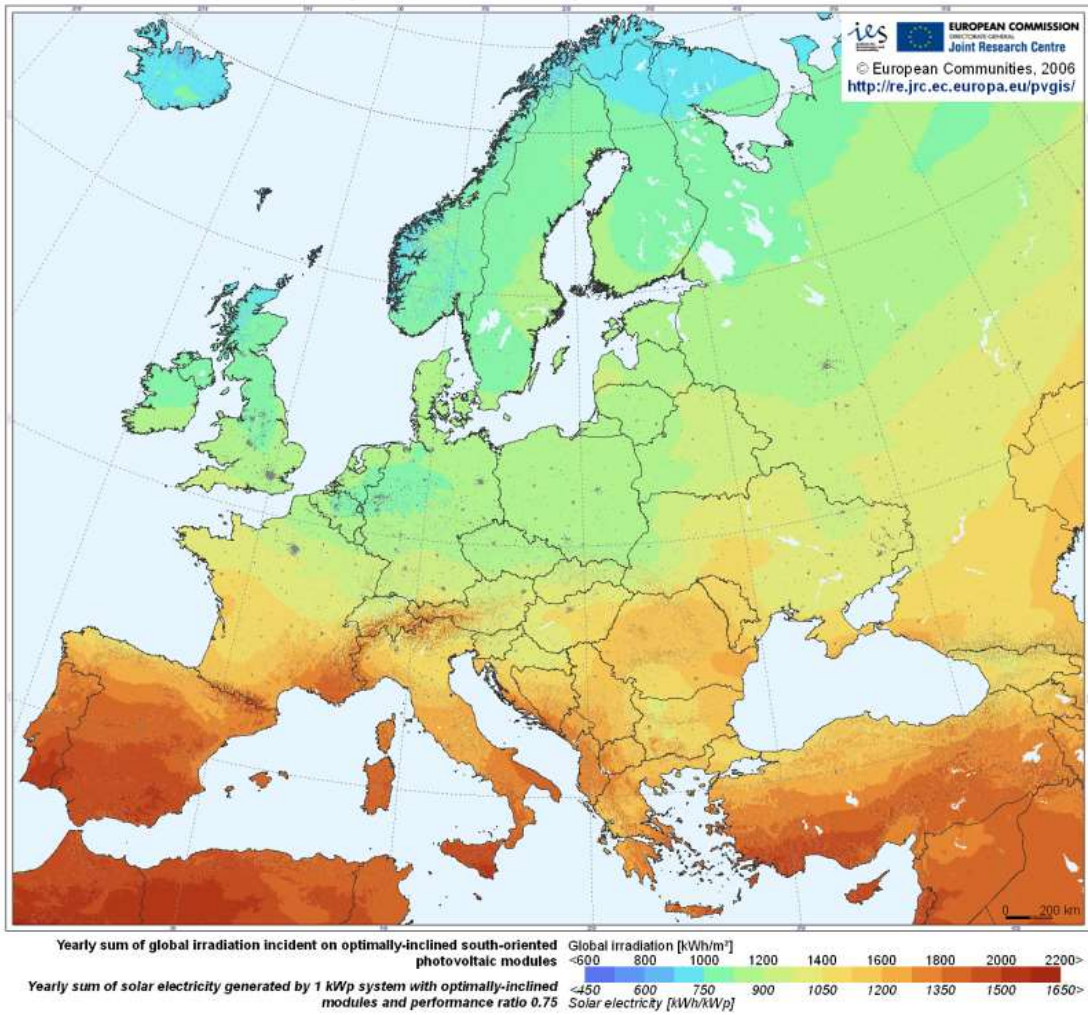 ies
EUROPEAN COMMISSION
DIRECTORATE-GENERAL
Joint Research Centre
© European Communities, 2006
http://re.jrc.ec.europa.eu/pvgis/
0 200 km
Yearly sum of global irradiation incident on optimally-inclined south-oriented
photovoltaic modules
Yearly sum of solar electricity generated by 1 kWp system with optimally-inclined
modules and performance ratio 0.75
Global irradiation [kWh/m²]
<600 800 1000 1200 1400 1600 1800 2000 2200>
<450 600 750 900 1050 1200 1350 1500 1650>
Solar electricity [kWh/kWp]